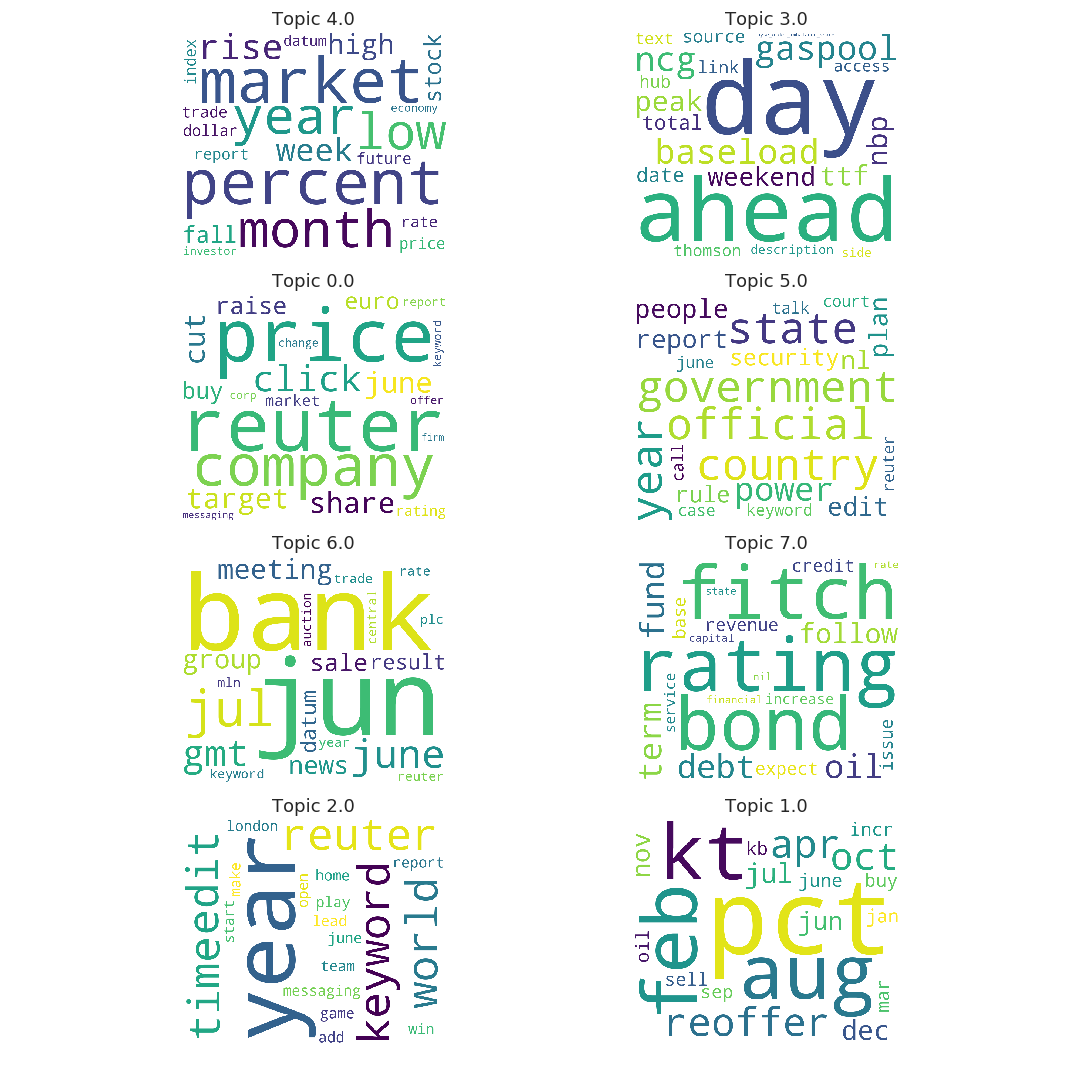 Topic 4.0
rise
datum
high
index
market
stock
trade
year
economy
dollar
low
report
week
future
percent
month
rate
fall
price
investor
Topic 3.0
text
source
gaspool
ncg
link
access
hub
day
peak
total
nbp
baseload
date
weekend
ttf
ahead
thomson
description
side
Topic 0.0
raise
euro
report
cut
price
change
keyword
click
june
buy
corp
market
offer
reuter
firm
company
target
share
rating
messaging
Topic 5.0
people
talk
court
plan
report
state
june
security
nl
government
official
year
call
country
reuter
rule
power
case
keyword
edit
Topic 6.0
meeting
trade
rate
bank
auction
central
plc
group
sale
result
mln
jun
jul
datum
gmt
year
june
keyword
news
reuter
Topic 7.0
fund
credit
rate
fitch
state
base
revenue
follow
capital
rating
nil
service
financial
increase
term
bond
issue
debt
expect
oil
Topic 2.0
london
reuter
timeedit
year
report
make
home
keyword
world
open
play
start
lead
june
team
messaging
game
add
win
Topic 1.0
nov
kt
kb
apr
incr
oct
jul
june
buy
feb
pct
jun
jan
oil
aug
sell
sep
mar
reoffer
dec